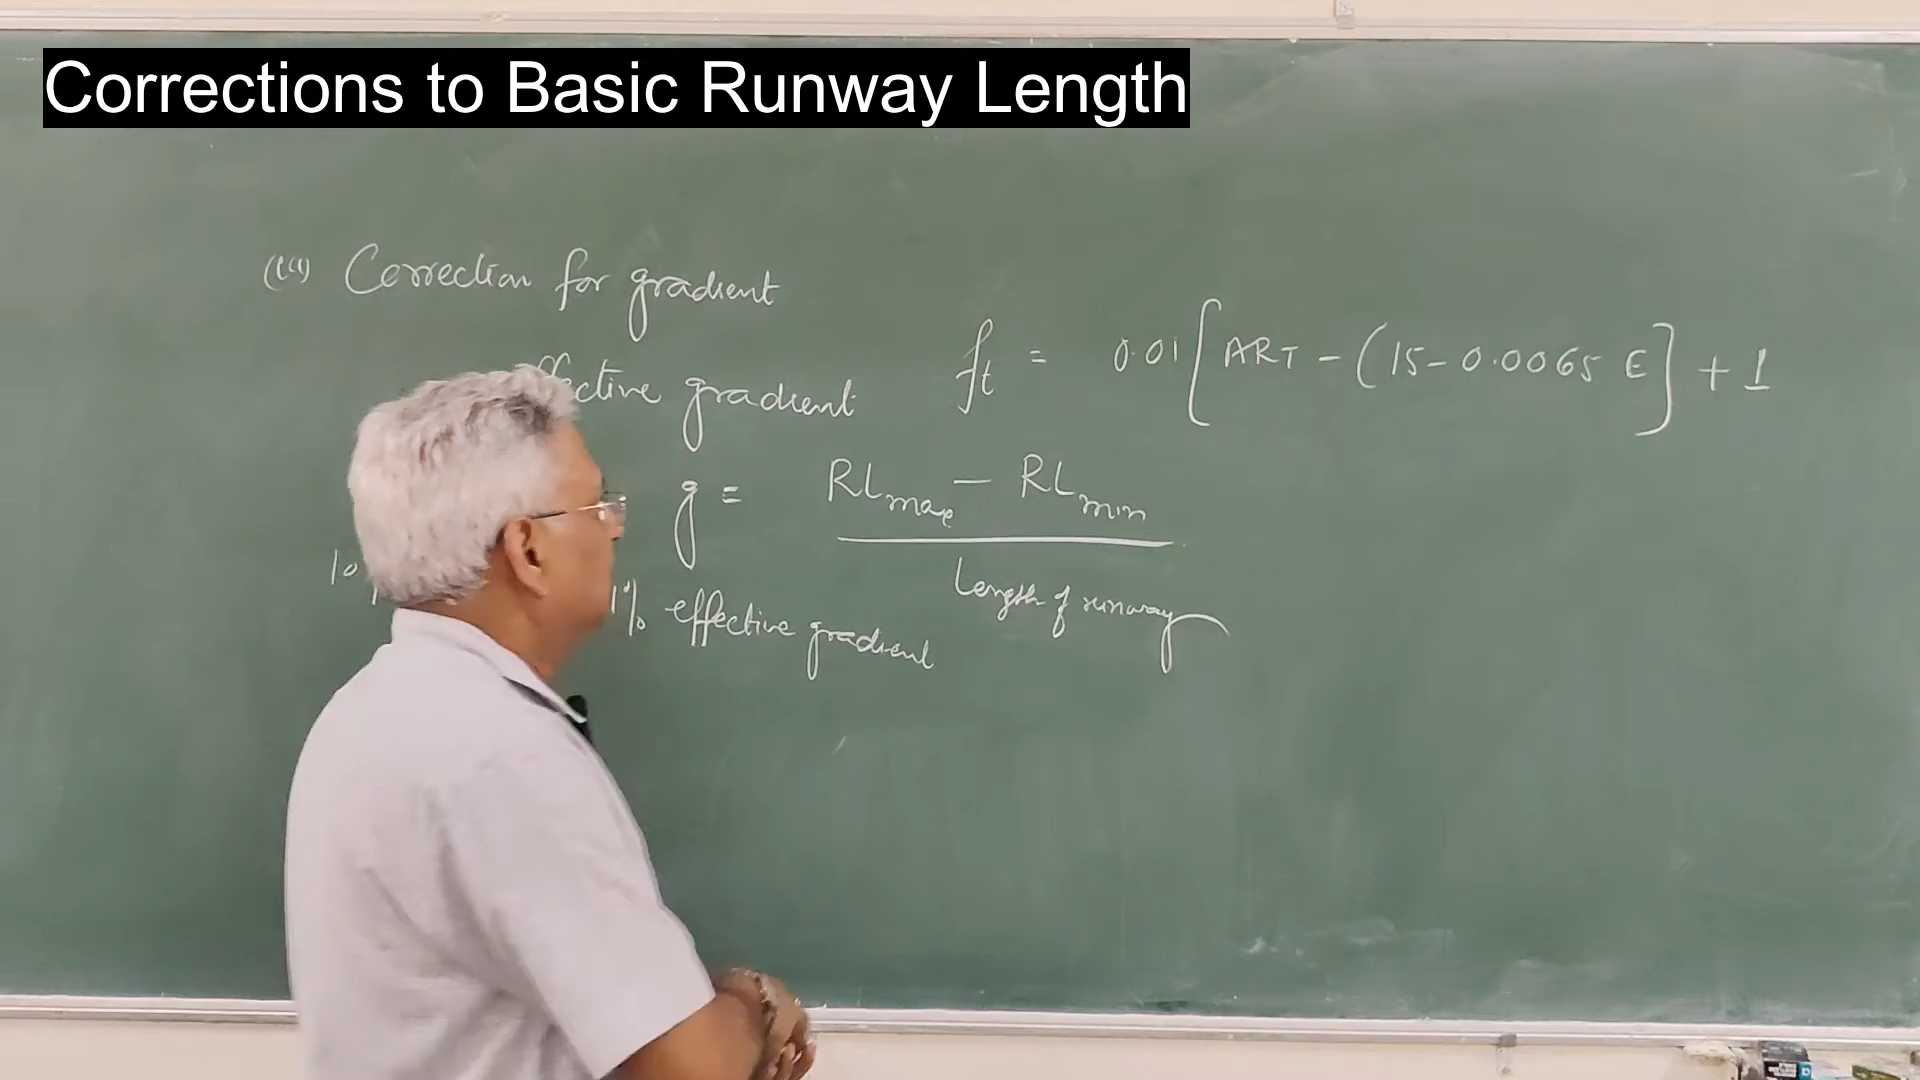 Corrections to Basic Runway Length
Correction for gradient
ffective gradient
ft = 0.01 [ART - (15 - 0.0065 E] + 1
g = RLmax - RLmin
Length of runway
10
1% effective gradient